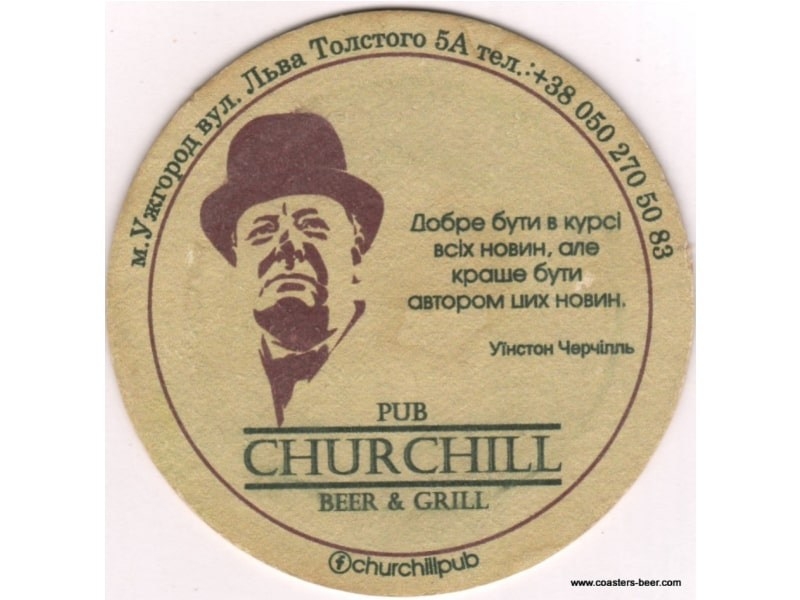 м.Ужгород вул. Льва Толстого 5А тел.:+38 050 270 50 83
Добре бути в курсі
всіх новин, але
краще бути
автором цих новин.
Уїнстон Черчілль
PUB
CHURCHILL
BEER & GRILL
churchillpub
www.coasters-beer.com